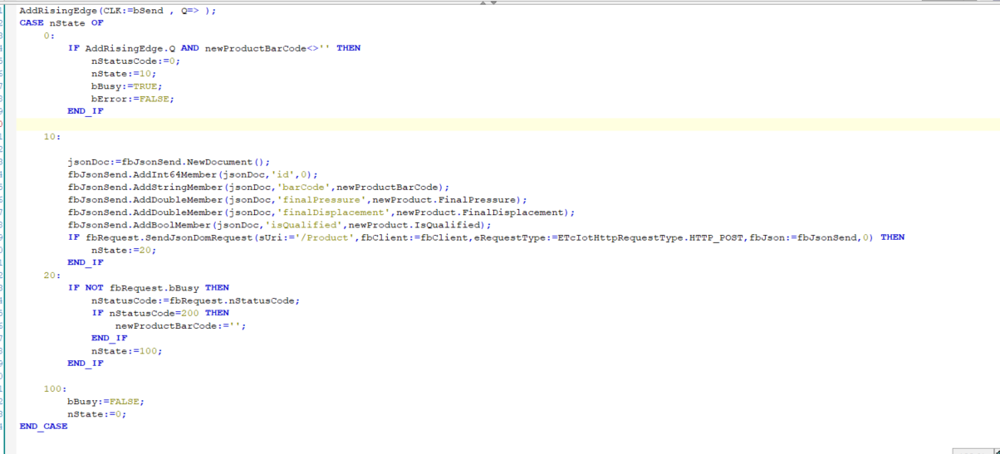 AddRisingEdge(CLK:=bSend , Q=> );
CASE nState OF
0:
IF AddRisingEdge.Q AND newProductBarCode<>'' THEN
nStatusCode:=0;
nState:=10;
bBusy:=TRUE;
bError:=FALSE;
END_IF
10:
jsonDoc:=fbJsonSend.NewDocument();
fbJsonSend.AddInt64Member(jsonDoc,'id',0);
fbJsonSend.AddStringMember(jsonDoc,'barCode',newProductBarCode);
fbJsonSend.AddDoubleMember(jsonDoc,'finalPressure',newProduct.FinalPressure);
fbJsonSend.AddDoubleMember(jsonDoc,'finalDisplacement',newProduct.FinalDisplacement);
fbJsonSend.AddBoolMember(jsonDoc,'isQualified',newProduct.IsQualified);
IF fbRequest.SendJsonDomRequest(sUri:='/Product',fbClient:=fbClient,eRequestType:=ETcIotHttpRequestType.HTTP_POST,fbJson:=fbJsonSend,0) THEN
nState:=20;
END_IF
20:
IF NOT fbRequest.bBusy THEN
nStatusCode:=fbRequest.nStatusCode;
IF nStatusCode=200 THEN
newProductBarCode:='';
END_IF
nState:=100;
END_IF
100:
bBusy:=FALSE;
nState:=0;
END_CASE